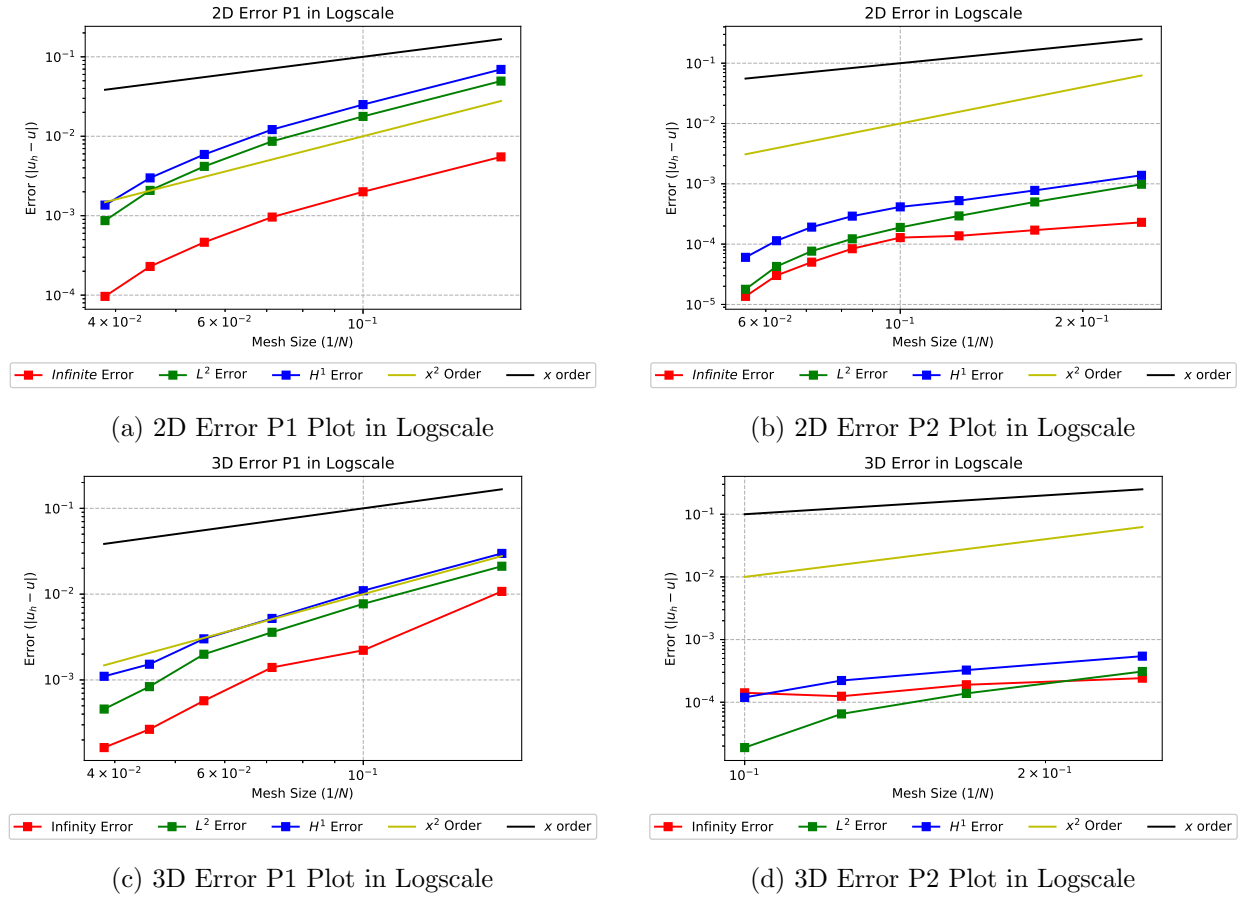 2D Error P1 in Logscale
10⁻¹
10⁻²
10⁻³
10⁻⁴
Error (|u_h − u|)
4 × 10⁻²
6 × 10⁻²
10⁻¹
Mesh Size (1/N)
Infinite Error
L² Error
H¹ Error
x² Order
x order
(a) 2D Error P1 Plot in Logscale
2D Error in Logscale
10⁻¹
10⁻²
10⁻³
10⁻⁴
10⁻⁵
Error (|u_h − u|)
6 × 10⁻²
10⁻¹
2 × 10⁻¹
Mesh Size (1/N)
Infinite Error
L² Error
H¹ Error
x² Order
x order
(b) 2D Error P2 Plot in Logscale
3D Error P1 in Logscale
10⁻¹
10⁻²
10⁻³
Error (|u_h − u|)
4 × 10⁻²
6 × 10⁻²
10⁻¹
Mesh Size (1/N)
Infinity Error
L² Error
H¹ Error
x² Order
x order
(c) 3D Error P1 Plot in Logscale
3D Error in Logscale
10⁻¹
10⁻²
10⁻³
10⁻⁴
Error (|u_h − u|)
10⁻¹
2 × 10⁻¹
Mesh Size (1/N)
Infinity Error
L² Error
H¹ Error
x² Order
x order
(d) 3D Error P2 Plot in Logscale